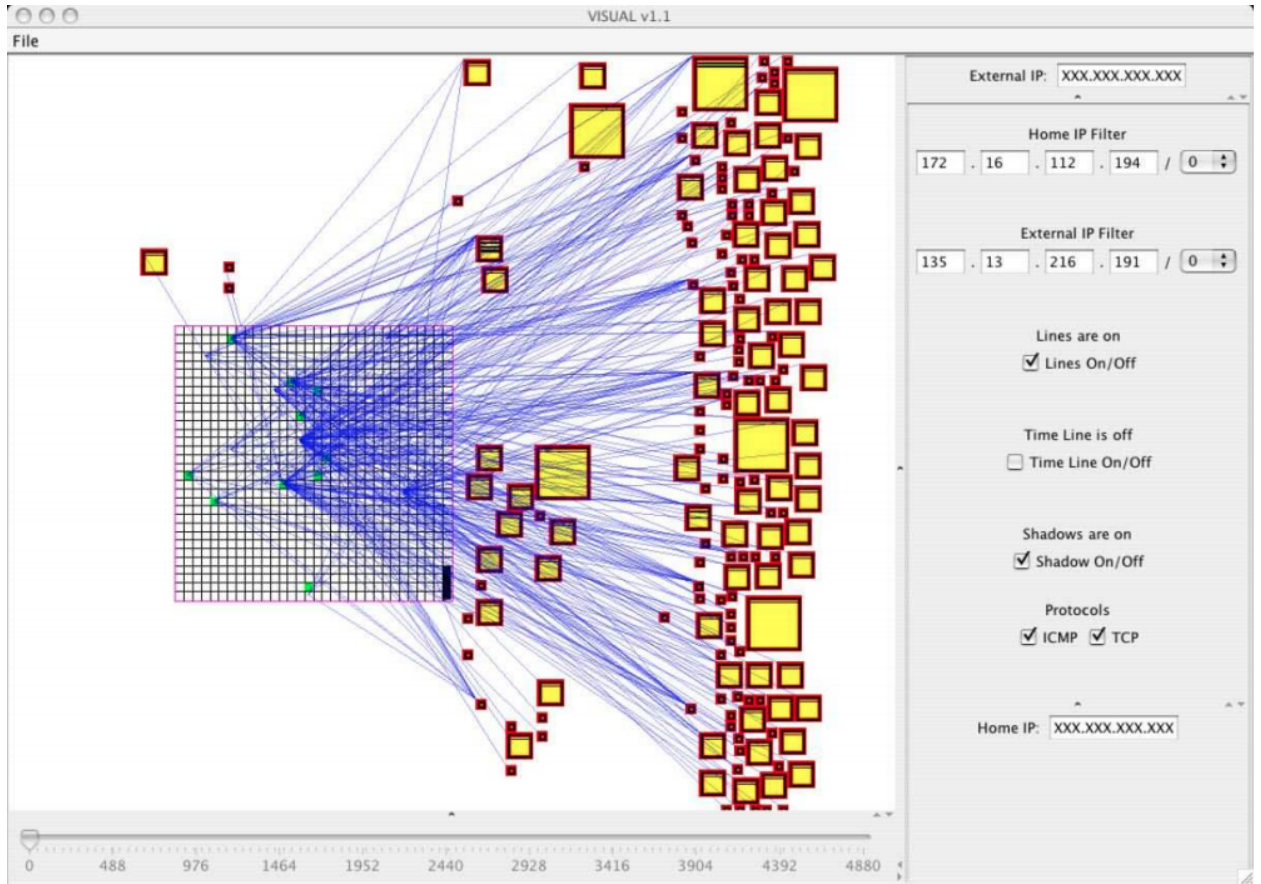 VISUAL v1.1
File
External IP: XXX.XXX.XXX.XXX
Home IP Filter
172 . 16 . 112 . 194 / 0
External IP Filter
135 . 13 . 216 . 191 / 0
Lines are on
Lines On/Off
Time Line is off
Time Line On/Off
Shadows are on
Shadow On/Off
Protocols
ICMP TCP
Home IP: XXX.XXX.XXX.XXX
0 488 976 1464 1952 2440 2928 3416 3904 4392 4880